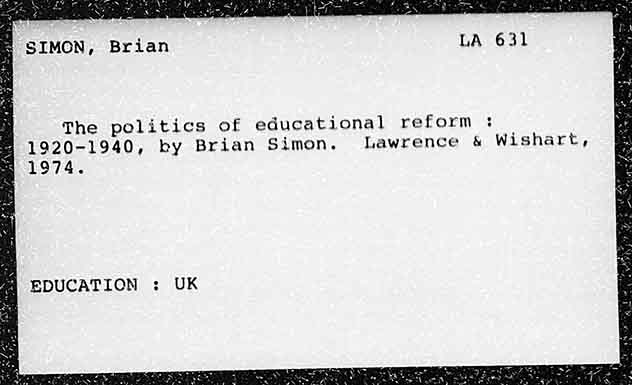 SIMON, Brian LA 631
The politics of educational reform :
1920-1940, by Brian Simon. Lawrence & Wishart,
1974.
EDUCATION : UK